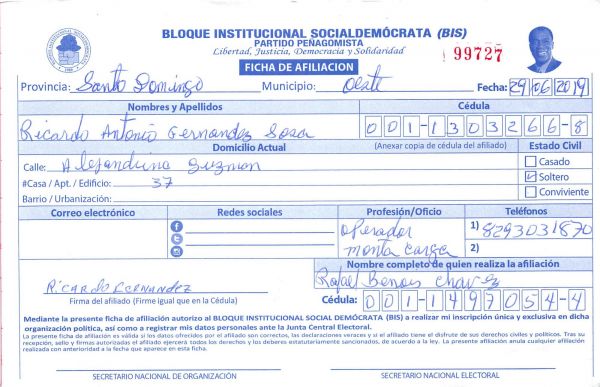 BLOQUE INSTITUCIONAL SOCIALDEMÓCRATA (BIS)
PARTIDO PEÑAGOMISTA
Libertad, Justicia, Democracia y Solidaridad
99727
FICHA DE AFILIACION
Provincia: Santo Domingo Municipio: Oeste Fecha: 29/06/2019
Nombres y Apellidos Cédula
Ricardo Antonio Fernandez Sosa 001-1303266-8
Domicilio Actual (Anexar copia de cédula del afiliado) Estado Civil
Calle: Alejandrina Guzman Casado
#Casa / Apt. / Edificio: 37 Soltero
Barrio / Urbanización: Conviviente
Correo electrónico Redes sociales Profesión/Oficio Teléfonos
Operador 1) 8293031870
monta carga 2)
Nombre completo de quien realiza la afiliación
Rafael Benoy Chavez
RICARDO FERNANDEZ
Firma del afiliado (Firme igual que en la Cédula) Cédula: 001-1497054-4
Mediante la presente ficha de afiliación autorizo al BLOQUE INSTITUCIONAL SOCIAL DEMÓCRATA (BIS) a realizar mi inscripción única y exclusiva en dicha
organización política, así como a registrar mis datos personales ante la Junta Central Electoral.
La presente ficha de afiliación es válida si los datos ofrecidos por el afiliado son correctos, las declaraciones veraces y si el afiliado tiene el disfrute de sus derechos civiles y políticos. Tras su
recepción, sello y firmas autorizadas el afiliado ejercerá todos los derechos y los deberes estatutariamente sancionados, de acuerdo a la ley. La presente afiliación anula cualquier afiliación
realizada con anterioridad a la fecha que aparece en esta ficha.
SECRETARIO NACIONAL DE ORGANIZACIÓN SECRETARIO NACIONAL ELECTORAL